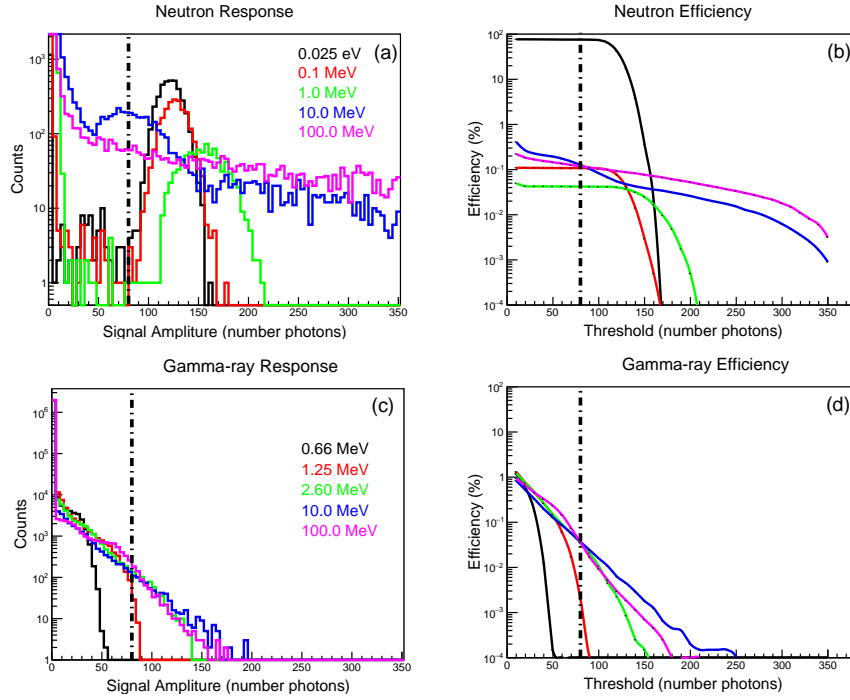 Neutron Response
(a)
0.025 eV
0.1 MeV
1.0 MeV
10.0 MeV
100.0 MeV
Counts
10³
10²
10
1
0 50 100 150 200 250 300 350
Signal Ampliture (number photons)
Neutron Efficiency
(b)
Efficiency (%)
10²
10
1
10⁻¹
10⁻²
10⁻³
10⁻⁴
0 50 100 150 200 250 300 350
Threshold (number photons)
Gamma-ray Response
(c)
0.66 MeV
1.25 MeV
2.60 MeV
10.0 MeV
100.0 MeV
Counts
10⁶
10⁵
10⁴
10³
10²
10
1
0 50 100 150 200 250 300 350
Signal Ampliture (number photons)
Gamma-ray Efficiency
(d)
Efficiency (%)
10²
10
1
10⁻¹
10⁻²
10⁻³
10⁻⁴
0 50 100 150 200 250 300 350
Threshold (number photons)